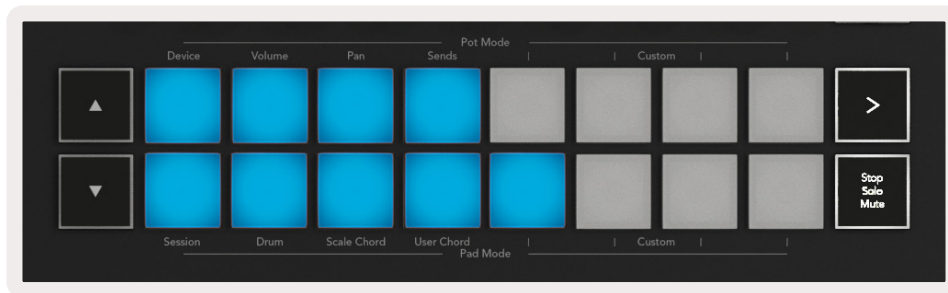 Pot Mode
Device Volume Pan Sends Custom
Stop
Solo
Mute
Session Drum Scale Chord User Chord Custom
Pad Mode